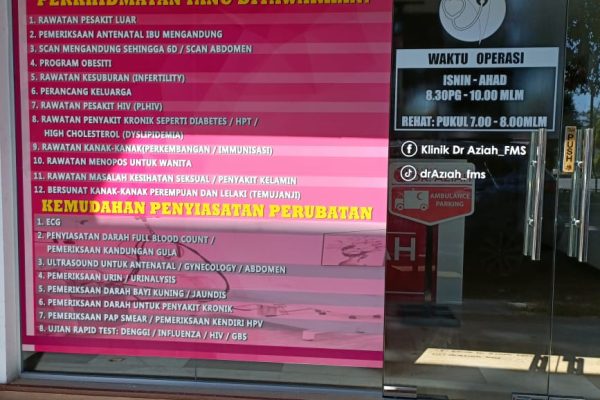 PERKHIDMATAN YANG DITAWARKAN:
1. RAWATAN PESAKIT LUAR
2. PEMERIKSAAN ANTENATAL IBU MENGANDUNG
3. SCAN MENGANDUNG SEHINGGA 6D / SCAN ABDOMEN
4. PROGRAM OBESITI
5. RAWATAN KESUBURAN (INFERTILITY)
6. PERANCANG KELUARGA
7. RAWATAN PESAKIT HIV (PLHIV)
8. RAWATAN PENYAKIT KRONIK SEPERTI DIABETES / HPT /
HIGH CHOLESTEROL (DYSLIPIDEMIA)
9. RAWATAN KANAK-KANAK(PERKEMBANGAN / IMMUNISASI)
10. RAWATAN MENOPOS UNTUK WANITA
11. RAWATAN MASALAH KESIHATAN SEKSUAL / PENYAKIT KELAMIN
12. BERSUNAT KANAK-KANAK PEREMPUAN DAN LELAKI (TEMUJANJI)
KEMUDAHAN PENYIASATAN PERUBATAN
1. ECG
2. PENYIASATAN DARAH FULL BLOOD COUNT /
PEMERIKSAAN KANDUNGAN GULA
3. ULTRASOUND UNTUK ANTENATAL / GYNECOLOGY / ABDOMEN
4. PEMERIKSAAN URIN / URINALYSIS
5. PEMERIKSAAN DARAH BAYI KUNING / JAUNDIS
6. PEMERIKSAAN DARAH UNTUK PENYAKIT KRONIK
7. PEMERIKSAAN PAP SMEAR / PEMERIKSAAN KENDIRI HPV
8. UJIAN RAPID TEST: DENGGI / INFLUENZA / HIV / GBS
WAKTU OPERASI
ISNIN - AHAD
8.30PG - 10.00 MLM
REHAT: PUKUL 7.00 - 8.00MLM
Klinik Dr Aziah_FMS
drAziah_fms
AMBULANCE
PARKING
PUSH